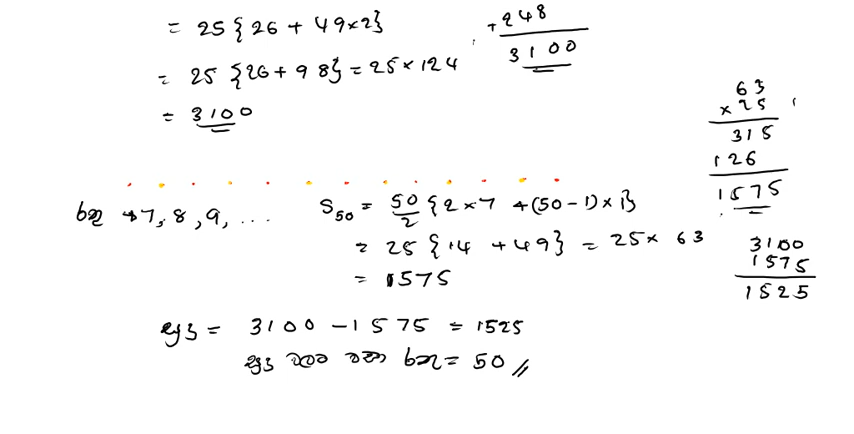 = 25 {26 + 49×2}
= 25 {26 + 98} = 25 × 124
= 3100
+248
3100
63
× 25
315
126
1575
7, 8, 9, ...
S50 = 50/2 {2 × 7 + (50 - 1) × 1}
= 25 {14 + 49} = 25 × 63
= 1575
3100
1575
1525
= 3100 - 1575 = 1525
= 50 //